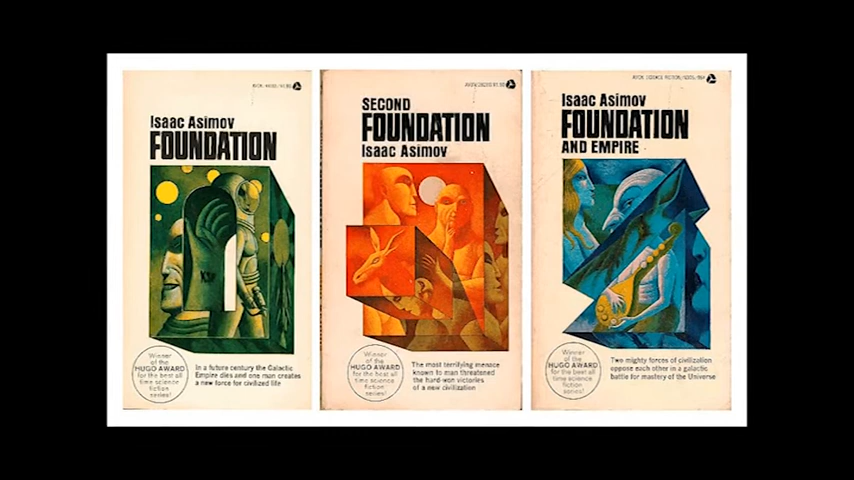 Isaac Asimov
FOUNDATION
Winner
of the
HUGO AWARD
for the best all
time science
fiction
series!
In a future century the Galactic
Empire dies and one man creates
a new force for civilized life
SECOND
FOUNDATION
Isaac Asimov
Winner
of the
HUGO AWARD
for the best all
time science
fiction
series!
The most terrifying menace
known to man threatened
the hard-won victories
of a new civilization
Isaac Asimov
FOUNDATION
AND EMPIRE
Winner
of the
HUGO AWARD
for the best all
time science
fiction
series!
Two mighty forces of civilization
oppose each other in a galactic
battle for mastery of the Universe